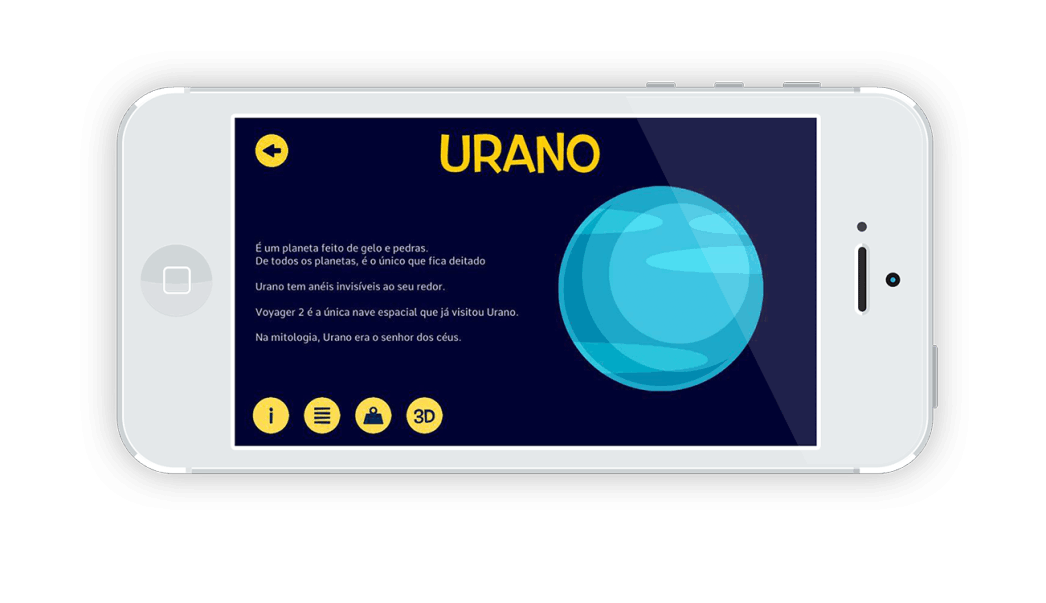 URANO
É um planeta feito de gelo e pedras.
De todos os planetas, é o único que fica deitado
Urano tem anéis invisíveis ao seu redor.
Voyager 2 é a única nave espacial que já visitou Urano.
Na mitologia, Urano era o senhor dos céus.
i 3D